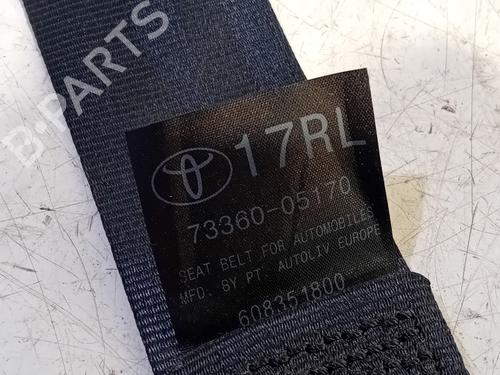 B·PARTS
17RL
73360-05170
SEAT BELT FOR AUTOMOBILES
MFD. BY PT. AUTOLIV EUROPE
608351800